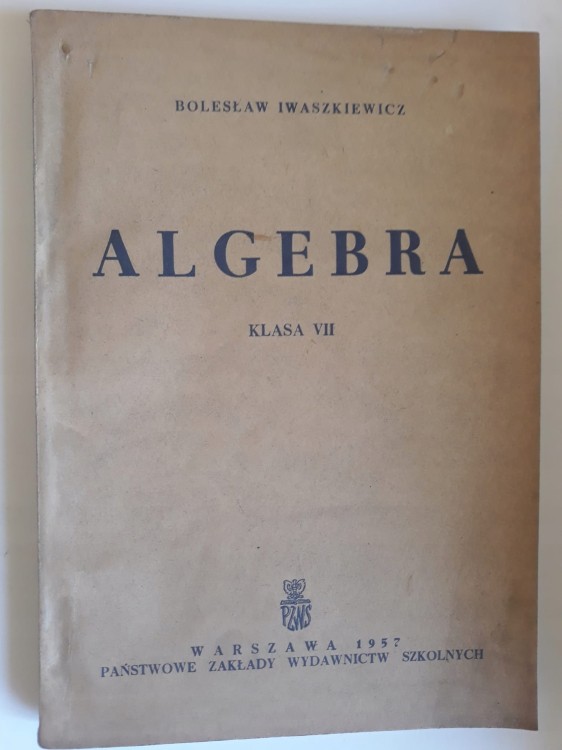 BOLESŁAW IWASZKIEWICZ
ALGEBRA
KLASA VII
PZWS
WARSZAWA 1957
PAŃSTWOWE ZAKŁADY WYDAWNICTW SZKOLNYCH